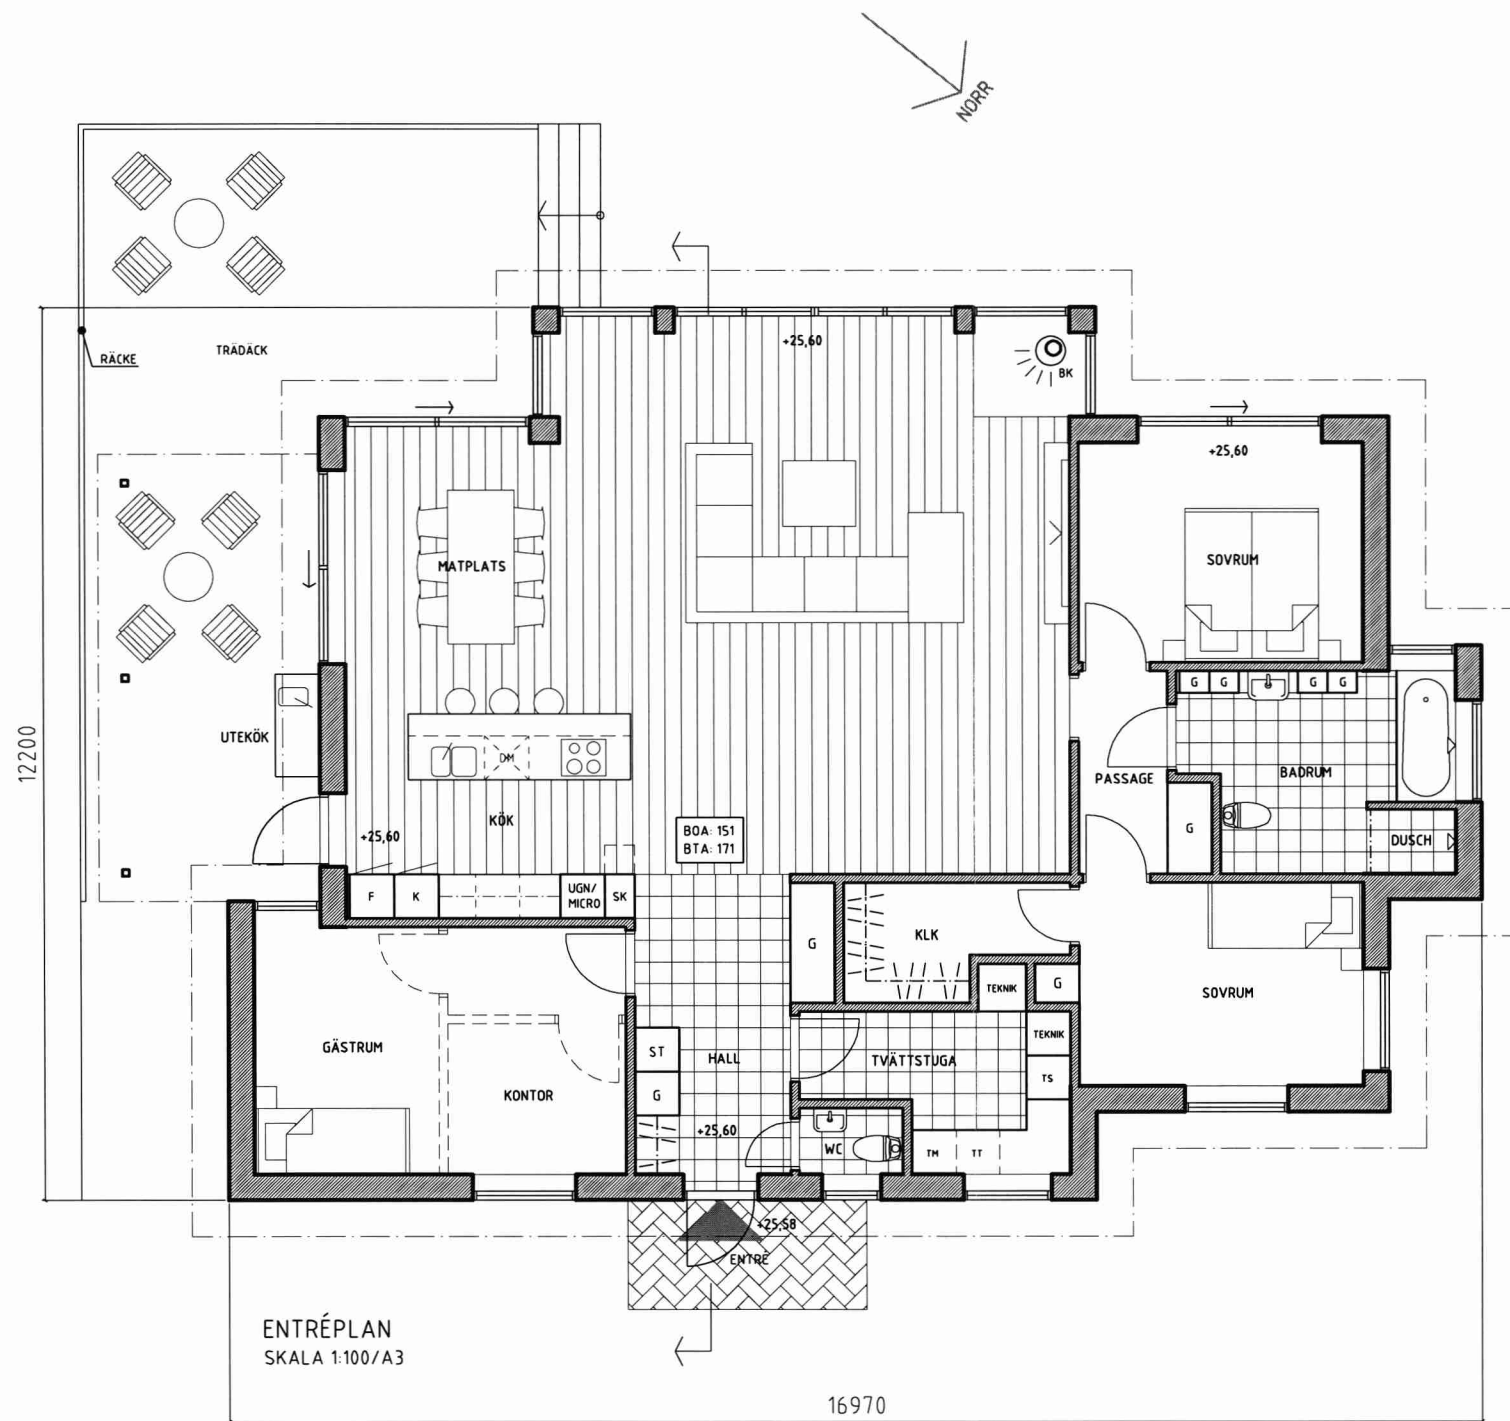 NORR
RÄCKE
TRÄDÄCK
+25,60
BK
+25,60
MATPLATS
SOVRUM
G
G
G
G
UTEKÖK
DM
PASSAGE
BADRUM
12200
KÖK
+25,60
BOA: 151
BTA: 171
G
DUSCH
F
K
UGN/
MICRO
SK
G
KLK
TEKNIK
G
SOVRUM
GÄSTRUM
ST
HALL
TVÄTTSTUGA
TEKNIK
TS
KONTOR
G
+25,60
WC
TM
TT
+25,58
ENTRÉ
ENTRÉPLAN
SKALA 1:100/A3
16970